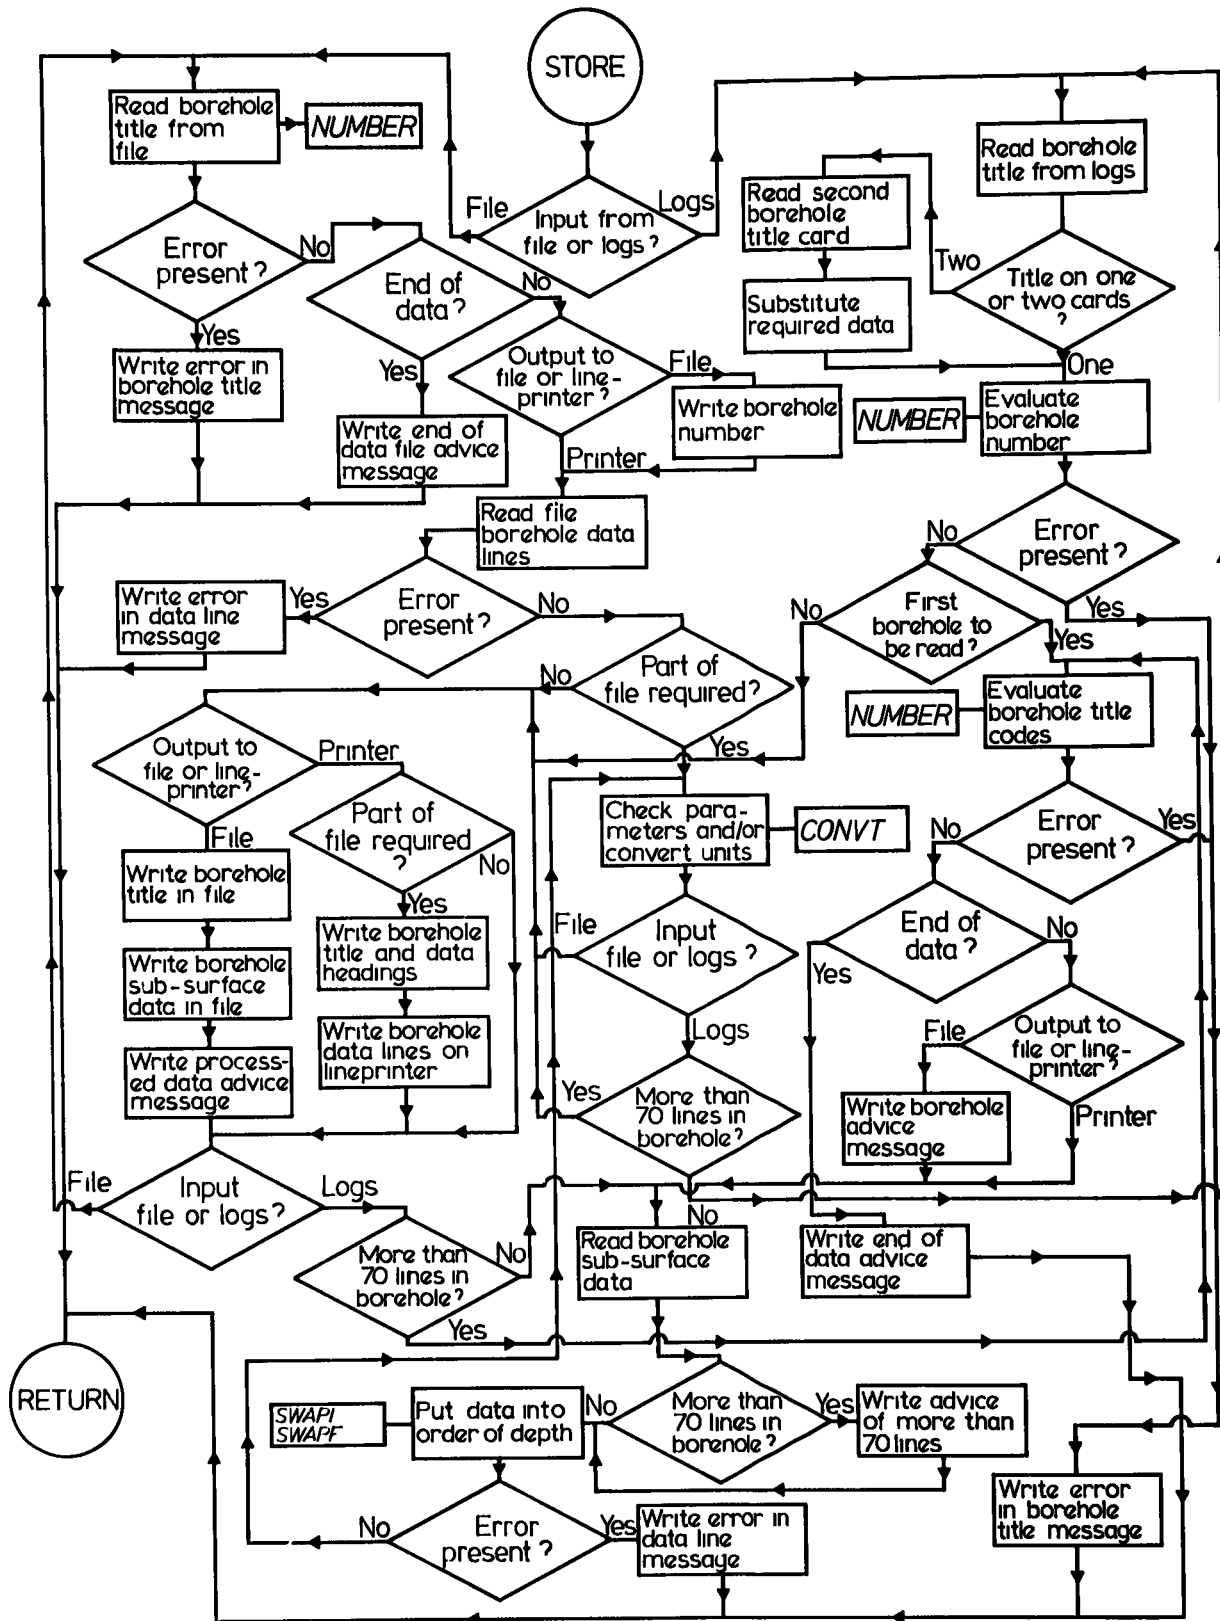 STORE
Read borehole
title from
file
NUMBER
File
Input from
file or logs?
Logs
Read borehole
title from logs
Read second
borehole
title card
Two
Title on one
or two cards
?
Substitute
required data
One
Error
present?
No
Yes
End of
data?
No
Yes
Write error in
borehole title
message
Output to
file or line-
printer?
File
Printer
Write borehole
number
Write end of
data file advice
message
NUMBER
Evaluate
borehole
number
Read file
borehole data
lines
Error
present?
No
Yes
Write error
in data line
message
Yes
Error
present?
No
First
borehole to
be read?
No
Yes
Part of
file required?
No
Yes
NUMBER
Evaluate
borehole title
codes
Output to
file or line-
printer?
Printer
File
Part of
file required
?
No
Yes
Check para-
meters and/or
convert units
CONVT
Error
present?
No
Yes
Write borehole
title in file
Write borehole
title and data
headings
File
Input
file or logs?
Logs
End of
data?
No
Yes
Write borehole
sub-surface
data in file
Write borehole
data lines on
lineprinter
Output to
file or line-
printer?
File
Printer
Write process-
ed data advice
message
Yes
More than
70 lines in
borehole?
No
Write borehole
advice
message
File
Input
file or logs?
Logs
More than
70 lines in
borehole?
No
Yes
Read borehole
sub-surface
data
Write end of
data advice
message
RETURN
SWAPI
SWAPF
Put data into
order of depth
No
More than
70 lines in
borenole?
Yes
Write advice
of more than
70 lines
No
Error
present?
Yes
Write error in
data line
message
Write error
in borehole
title message